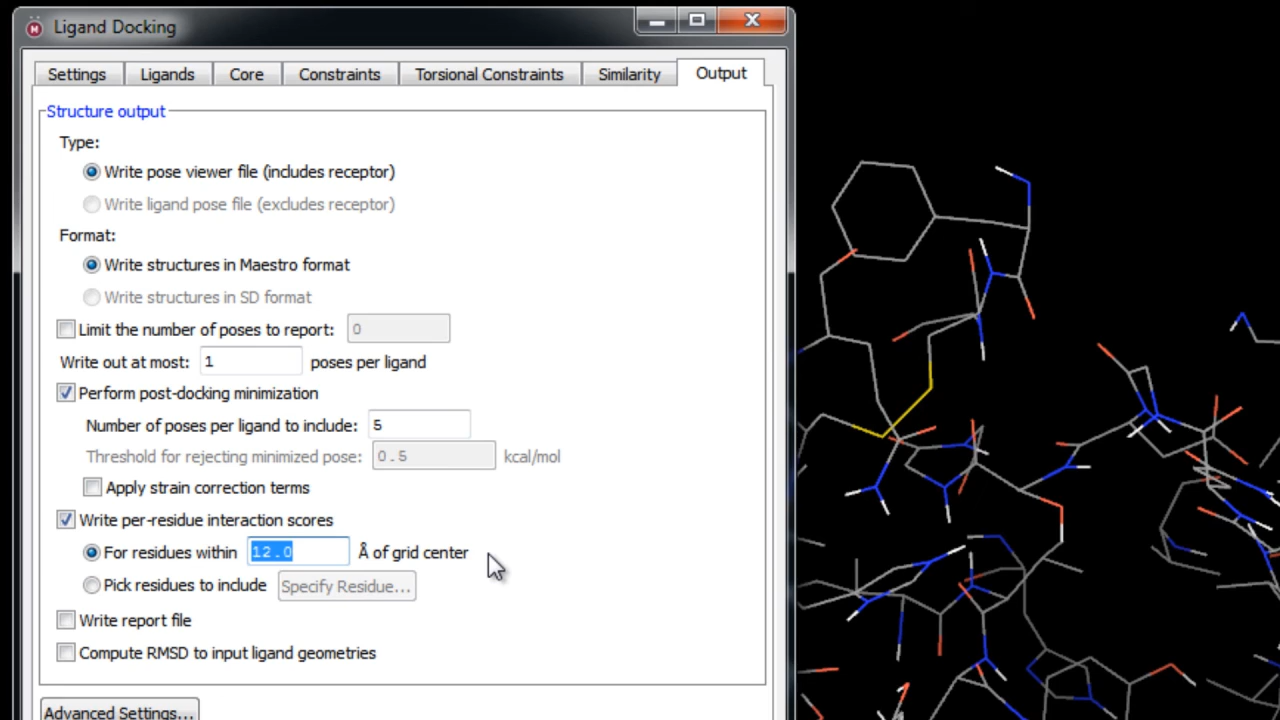 Ligand Docking
Settings Ligands Core Constraints Torsional Constraints Similarity Output
Structure output
Type:
Write pose viewer file (includes receptor)
Write ligand pose file (excludes receptor)
Format:
Write structures in Maestro format
Write structures in SD format
Limit the number of poses to report: 0
Write out at most: 1 poses per ligand
Perform post-docking minimization
Number of poses per ligand to include: 5
Threshold for rejecting minimized pose: 0.5 kcal/mol
Apply strain correction terms
Write per-residue interaction scores
For residues within 12.0 Å of grid center
Pick residues to include Specify Residue...
Write report file
Compute RMSD to input ligand geometries
Advanced Settings...